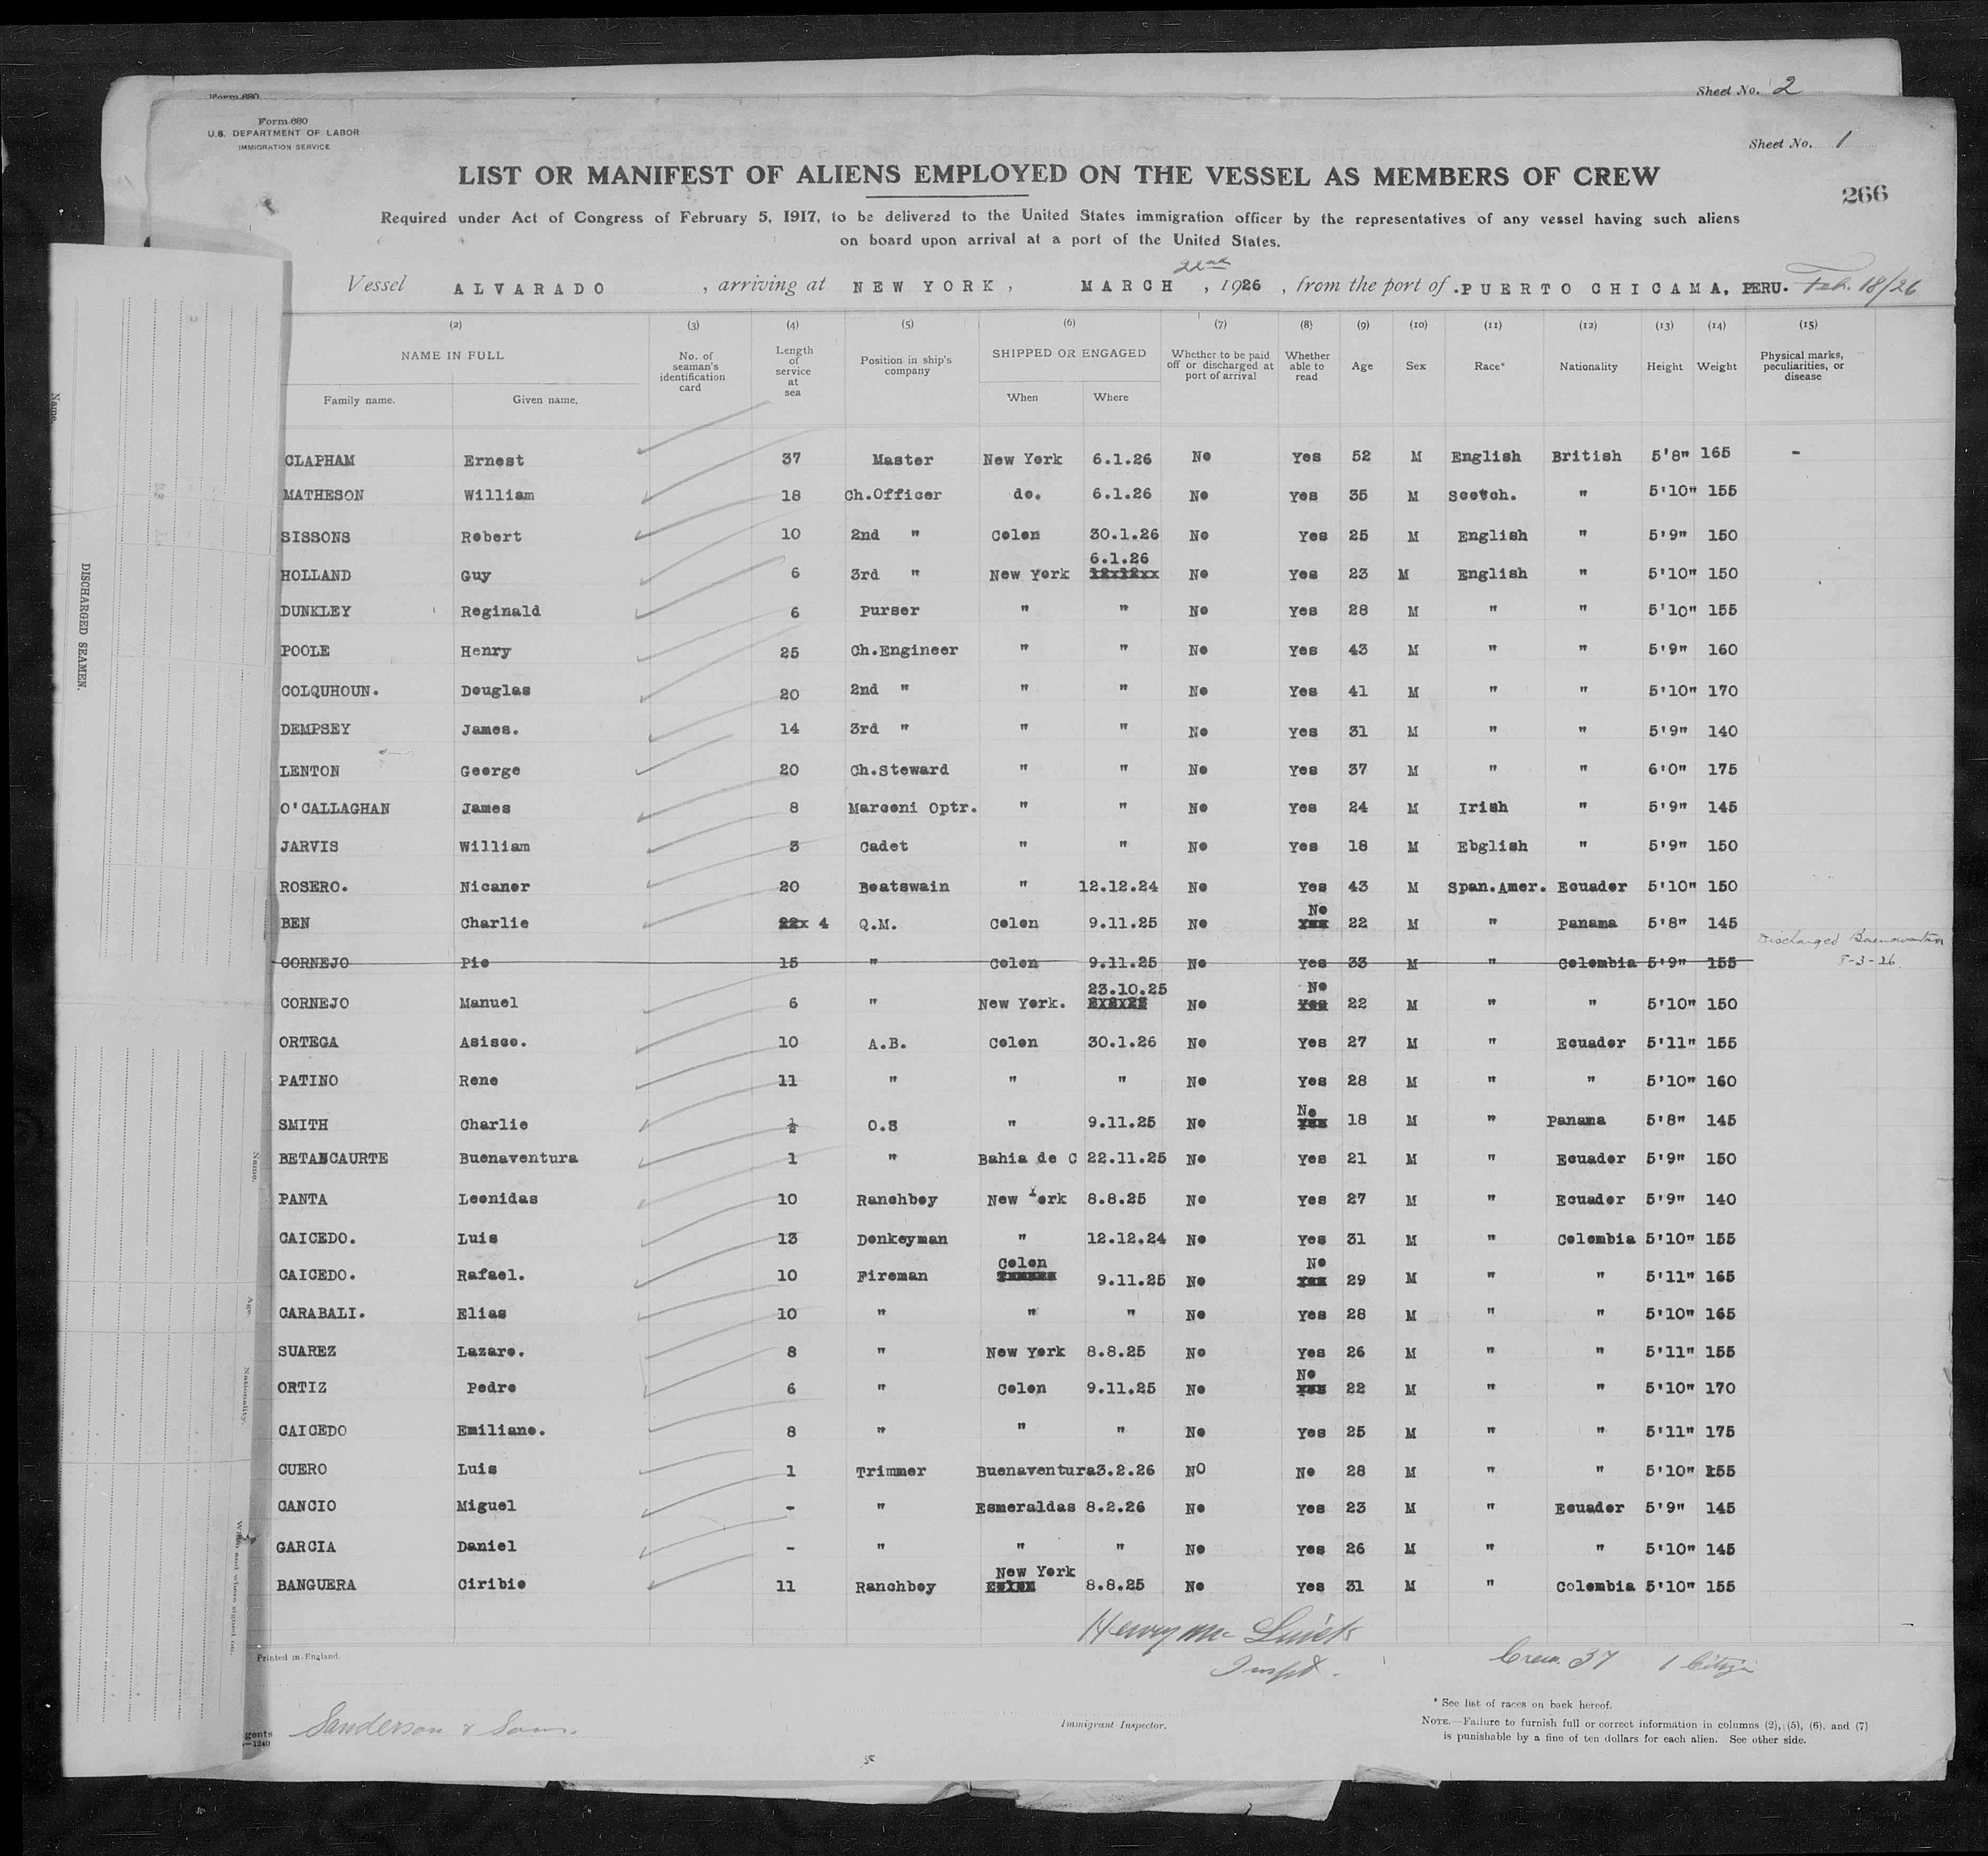 Form 680
Sheet No. 2
Form 680
U.S. DEPARTMENT OF LABOR
IMMIGRATION SERVICE
Sheet No. 1
LIST OR MANIFEST OF ALIENS EMPLOYED ON THE VESSEL AS MEMBERS OF CREW
266
Required under Act of Congress of February 5, 1917, to be delivered to the United States immigration officer by the representatives of any vessel having such aliens
on board upon arrival at a port of the United States.
22nd
Vessel ALVARADO, arriving at NEW YORK, MARCH, 1926, from the port of PUERTO CHICAMA, PERU. Feb. 18/26
(2) (3) (4) (5) (6) (7) (8) (9) (10) (11) (12) (13) (14) (15)
NAME IN FULL No. of seaman's identification card Length of service at sea Position in ship's company SHIPPED OR ENGAGED Whether to be paid off or discharged at port of arrival Whether able to read Age Sex Race* Nationality Height Weight Physical marks, peculiarities, or disease
Family name. Given name, When Where
CLAPHAM Ernest 37 Master New York 6.1.26 No Yes 52 M English British 5'8" 165 -
MATHESON William 18 Ch.Officer do. 6.1.26 No Yes 35 M Scotch. " 5'10" 155
SISSONS Robert 10 2nd " Colon 30.1.26 No Yes 25 M English " 5'9" 150
6.1.26
HOLLAND Guy 6 3rd " New York No Yes 23 M English " 5'10" 150
DUNKLEY Reginald 6 Purser " " No Yes 28 M " " 5'10" 155
POOLE Henry 25 Ch.Engineer " " No Yes 43 M " " 5'9" 160
COLQUHOUN. Douglas 20 2nd " " " No Yes 41 M " " 5'10" 170
DEMPSEY James. 14 3rd " " " No Yes 31 M " " 5'9" 140
LENTON George 20 Ch.Steward " " No Yes 37 M " " 6'0" 175
O'CALLAGHAN James 8 Marconi Optr. " " No Yes 24 M Irish " 5'9" 145
JARVIS William 3 Cadet " " No Yes 18 M Ebglish " 5'9" 150
ROSERO. Nicanor 20 Boatswain " 12.12.24 No Yes 43 M Span.Amer. Ecuador 5'10" 150
No
BEN Charlie 22x 4 Q.M. Colon 9.11.25 No 22 M " Panama 5'8" 145
Discharged Buenaventura
CORNEJO Pio 15 " Colon 9.11.25 No Yes 33 M " Colombia 5'9" 155 8-3-26.
23.10.25 No
CORNEJO Manuel 6 " New York. No Yes 22 M " " 5'10" 150
ORTEGA Asisco. 10 A.B. Colon 30.1.26 No Yes 27 M " Ecuador 5'11" 155
PATINO Rene 11 " " " No Yes 28 M " " 5'10" 160
No
SMITH Charlie ½ O.S " 9.11.25 No 18 M " Panama 5'8" 145
BETANCAURTE Buenaventura 1 " Bahia de C 22.11.25 No Yes 21 M " Ecuador 5'9" 150
PANTA Leonidas 10 Ranchboy New York 8.8.25 No Yes 27 M " Ecuador 5'9" 140
CAICEDO. Luis 13 Donkeyman " 12.12.24 No Yes 31 M " Colombia 5'10" 155
Colon No
CAICEDO. Rafael. 10 Fireman 9.11.25 No 29 M " " 5'11" 165
CARABALI. Elias 10 " " " No Yes 28 M " " 5'10" 165
SUAREZ Lazaro. 8 " New York 8.8.25 No Yes 26 M " " 5'11" 155
No
ORTIZ Pedro 6 " Colon 9.11.25 No 22 M " " 5'10" 170
CAICEDO Emiliano. 8 " " " No Yes 25 M " " 5'11" 175
CUERO Luis 1 Trimmer Buenaventura3.2.26 NO No 28 M " " 5'10" 155
CANCIO Miguel - " Esmeraldas 8.2.26 No Yes 23 M " Ecuador 5'9" 145
GARCIA Daniel - " " " No Yes 26 M " " 5'10" 145
New York
BANGUERA Ciribio 11 Ranchboy 8.8.25 No Yes 31 M " Colombia 5'10" 155
Henry Mc
Inspt.
Crew. 37 1 Citizn
Printed in England.
* See list of races on back hereof.
Sanderson & Son.
Immigrant Inspector.
NOTE.—Failure to furnish full or correct information in columns (2), (5), (6), and (7)
is punishable by a fine of ten dollars for each alien. See other side.
gents
—1240
Name.
DISCHARGED SEAMEN.
Name.
Age.
Nationality.
When and where signed on.